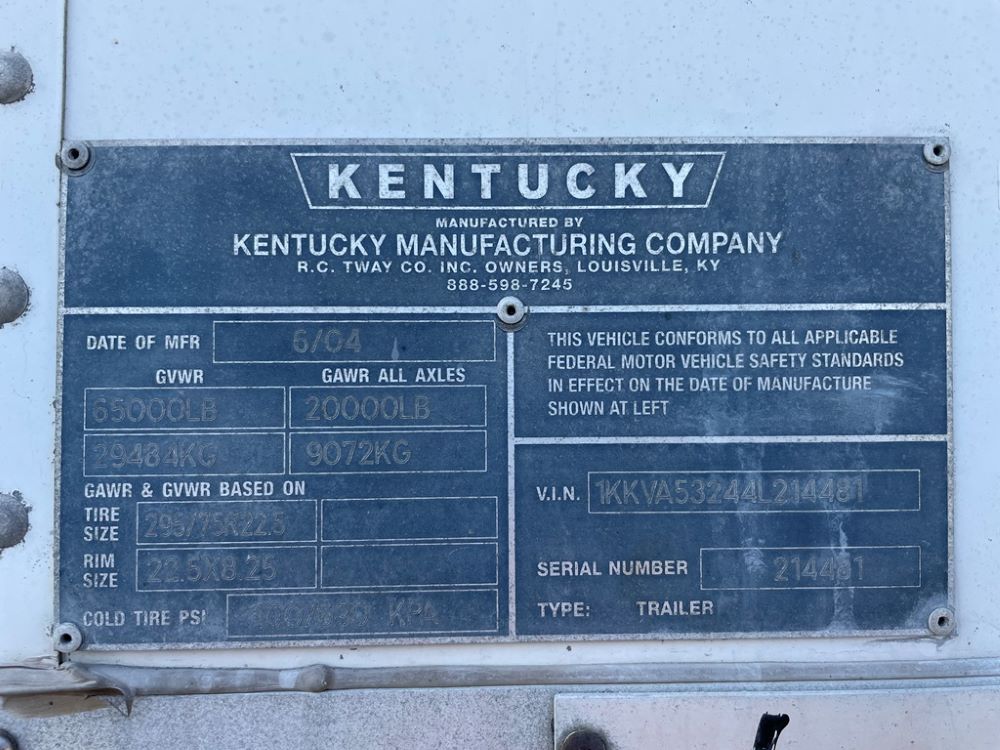 KENTUCKY
MANUFACTURED BY
KENTUCKY MANUFACTURING COMPANY
R.C. TWAY CO. INC. OWNERS, LOUISVILLE, KY
888-598-7245
DATE OF MFR 6/04
GVWR GAWR ALL AXLES
65000LB 20000LB
29484KG 9072KG
GAWR & GVWR BASED ON
TIRE SIZE 295/75R22.5
RIM SIZE 22.5X8.25
COLD TIRE PSI KPA
THIS VEHICLE CONFORMS TO ALL APPLICABLE
FEDERAL MOTOR VEHICLE SAFETY STANDARDS
IN EFFECT ON THE DATE OF MANUFACTURE
SHOWN AT LEFT
V.I.N. 1KKVA53244L214481
SERIAL NUMBER 214481
TYPE: TRAILER